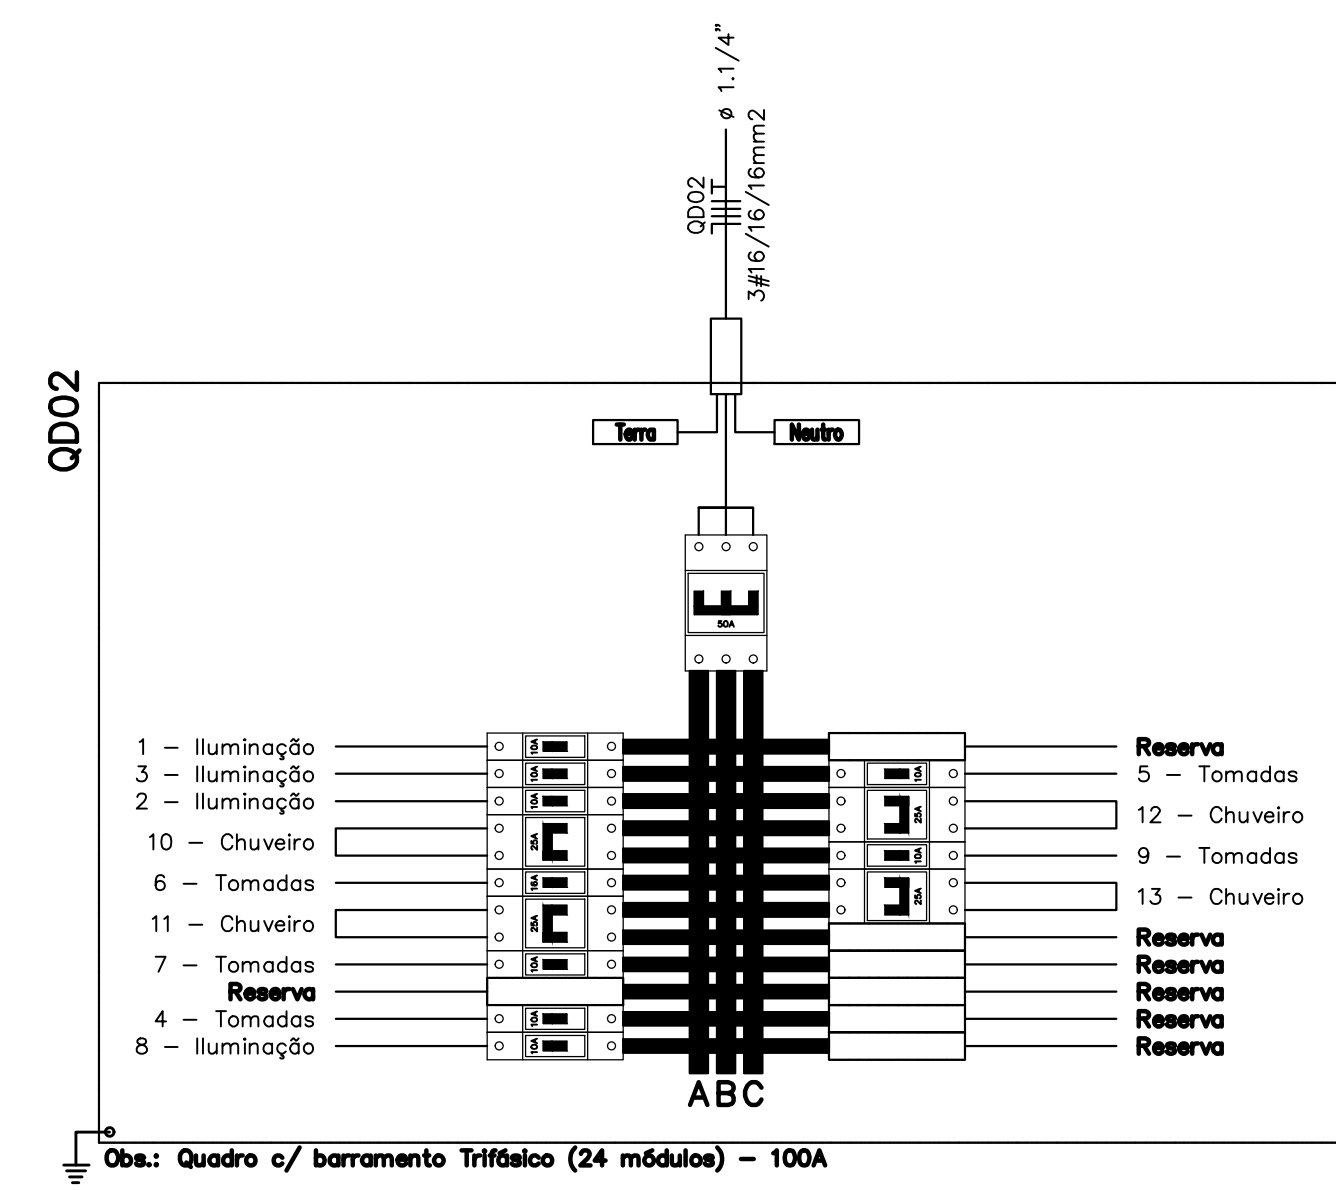 ø 1.1/4"
QD02
3#16/16/16mm2
QD02
Terra
Neutro
50A
1 - Iluminação
10A
Reserva
3 - Iluminação
10A
10A
5 - Tomadas
2 - Iluminação
10A
25A
12 - Chuveiro
10 - Chuveiro
25A
10A
9 - Tomadas
6 - Tomadas
16A
25A
13 - Chuveiro
11 - Chuveiro
25A
Reserva
7 - Tomadas
10A
Reserva
Reserva
Reserva
4 - Tomadas
10A
Reserva
8 - Iluminação
10A
Reserva
A B C
Obs.: Quadro c/ barramento Trifásico (24 módulos) - 100A